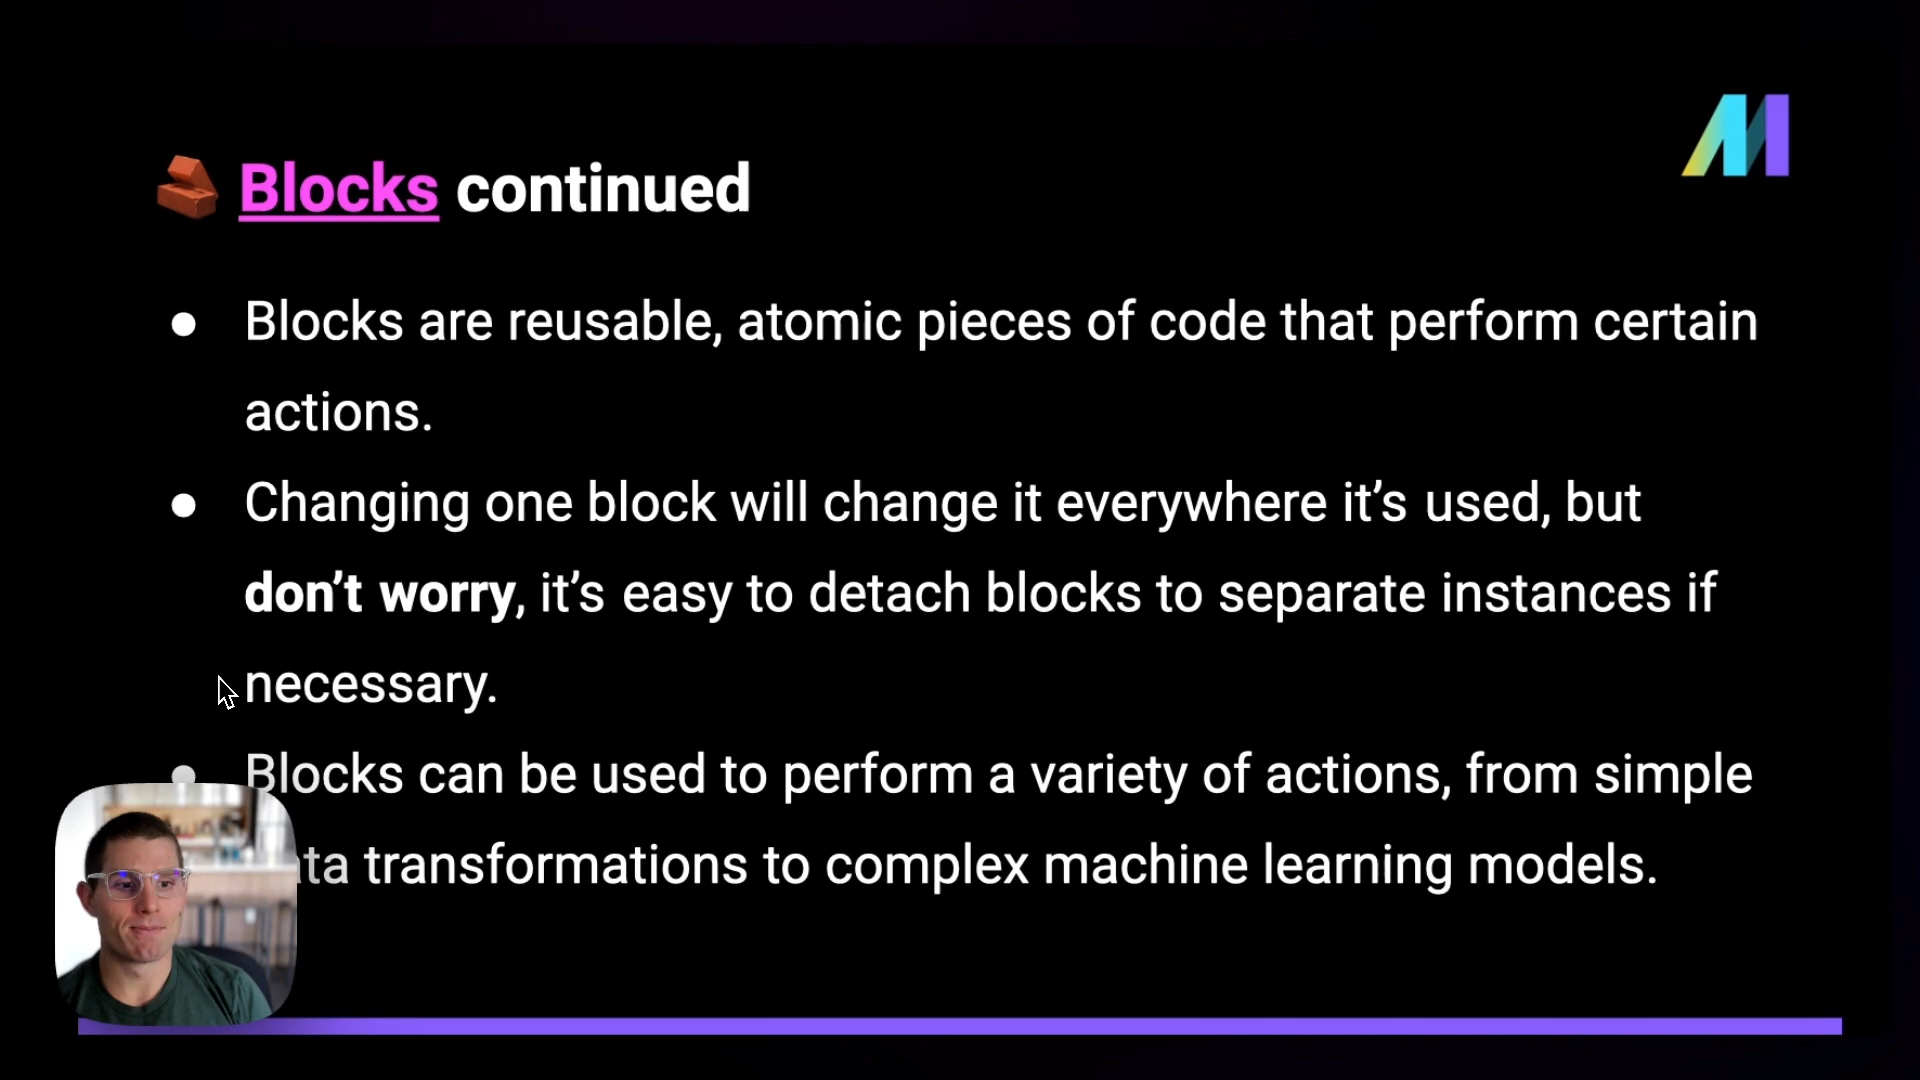 Blocks continued
● Blocks are reusable, atomic pieces of code that perform certain
actions.
● Changing one block will change it everywhere it’s used, but
don’t worry, it’s easy to detach blocks to separate instances if
necessary.
● Blocks can be used to perform a variety of actions, from simple
transformations to complex machine learning models.